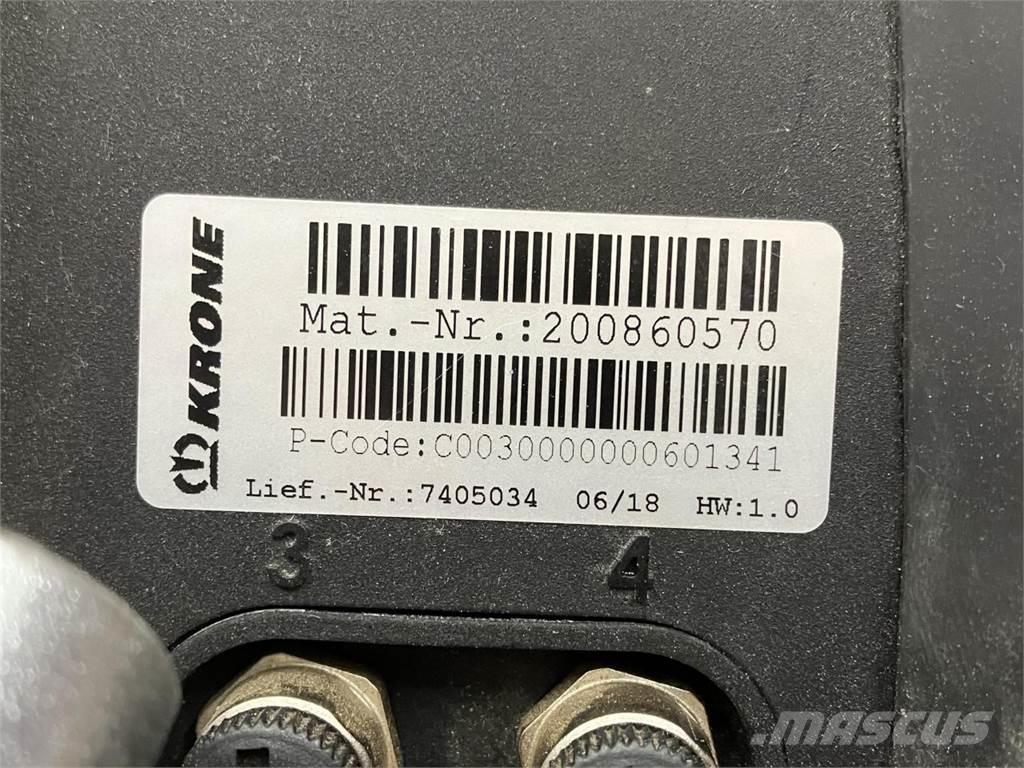 KRONE
Mat.-Nr.:200860570
P-Code:C0030000000601341
Lief.-Nr.:7405034 06/18 HW:1.0
3 4
MASCUS